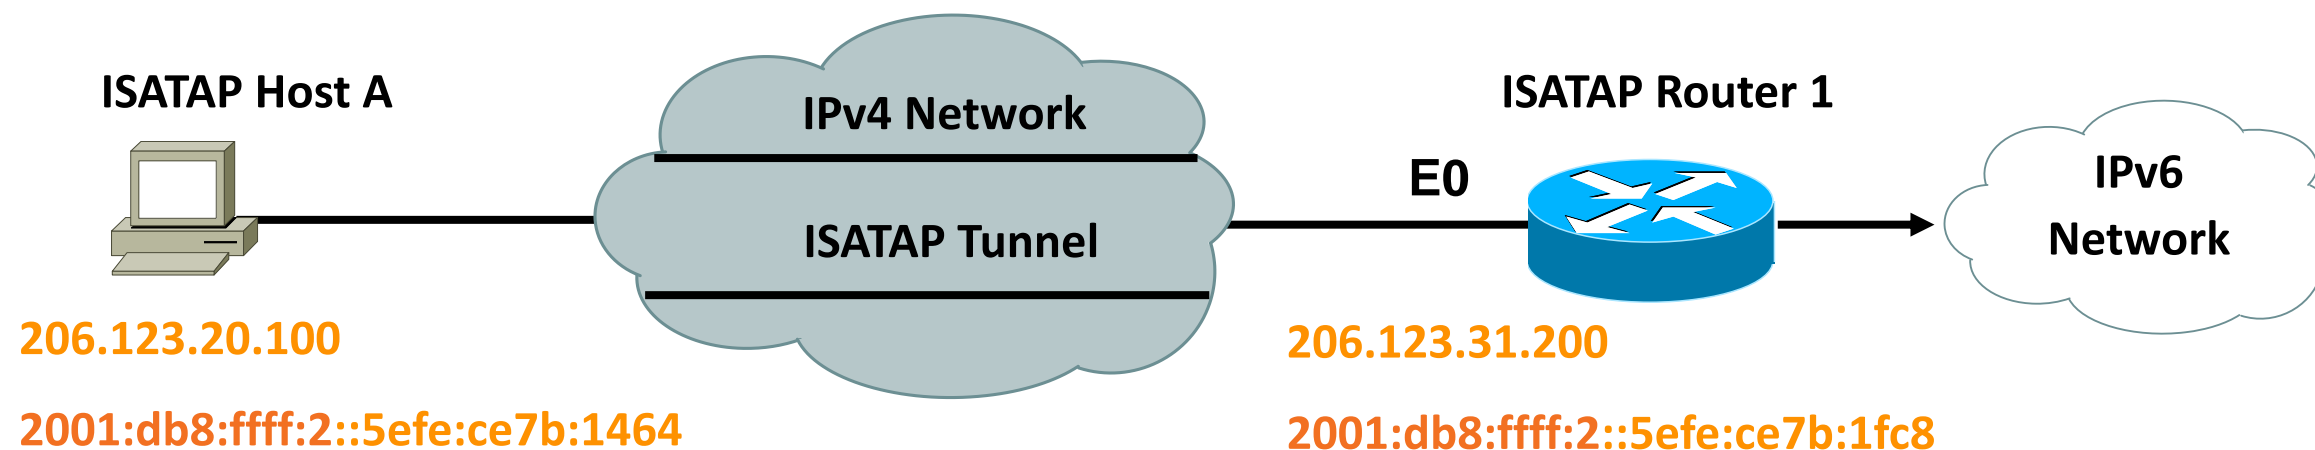 ISATAP Host A
IPv4 Network
ISATAP Tunnel
ISATAP Router 1
E0
IPv6
Network
206.123.20.100
2001:db8:ffff:2::5efe:ce7b:1464
206.123.31.200
2001:db8:ffff:2::5efe:ce7b:1fc8